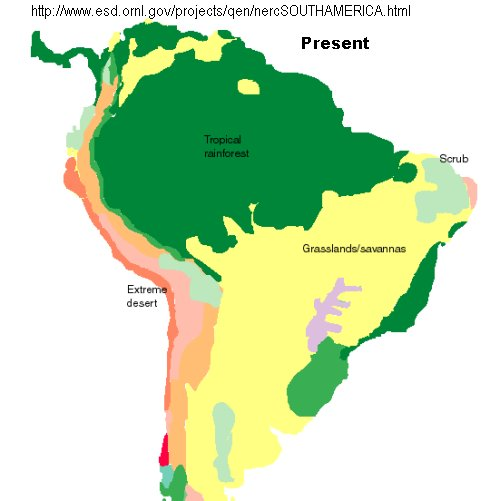 http://www.esd.ornl.gov/projects/qen/nercSOUTHAMERICA.html
Present
Tropical
rainforest
Scrub
Grasslands/savannas
Extreme
desert